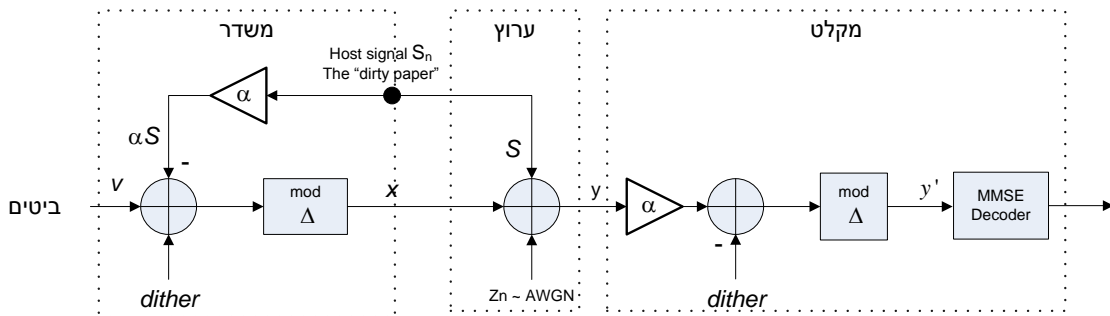 משדר
ערוץ
מקלט
Host signal Sn
The "dirty paper"
α
αS
-
S
v
mod
Δ
x
y
α
-
mod
Δ
y'
MMSE
Decoder
ביטים
dither
Zn ~ AWGN
dither